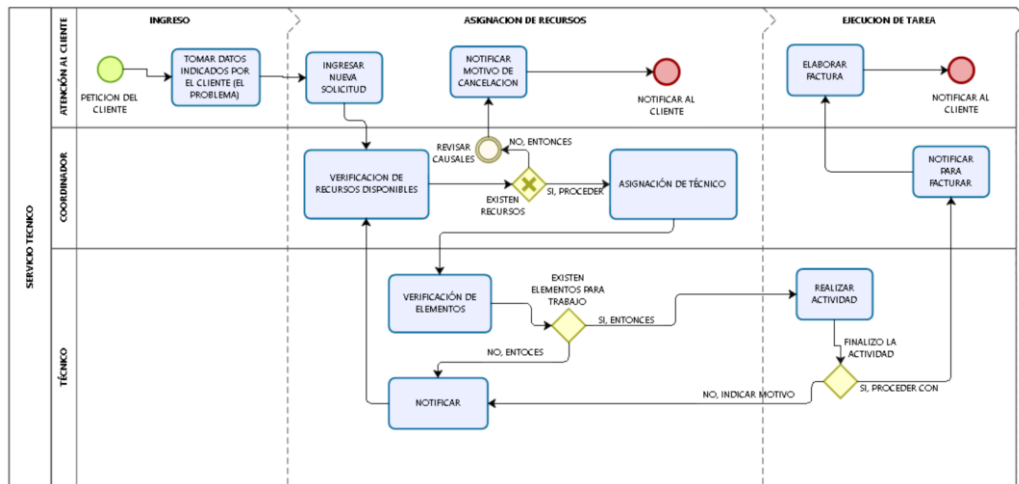 INGRESO
ASIGNACION DE RECURSOS
EJECUCION DE TAREA
SERVICIO TECNICO
ATENCIÓN AL CLIENTE
PETICION DEL
CLIENTE
TOMAR DATOS
INDICADOS POR
EL CLIENTE (EL
PROBLEMA)
INGRESAR
NUEVA
SOLICITUD
NOTIFICAR
MOTIVO DE
CANCELACION
NOTIFICAR AL
CLIENTE
ELABORAR
FACTURA
NOTIFICAR AL
CLIENTE
COORDINADOR
VERIFICACION DE
RECURSOS DISPONIBLES
REVISAR
CAUSALES
NO, ENTONCES
EXISTEN
RECURSOS
SI, PROCEDER
ASIGNACIÓN DE TÉCNICO
NOTIFICAR
PARA
FACTURAR
TÉCNICO
VERIFICACIÓN DE
ELEMENTOS
EXISTEN
ELEMENTOS PARA
TRABAJO
SI, ENTONCES
NO, ENTOCES
REALIZAR
ACTIVIDAD
FINALIZO LA
ACTIVIDAD
SI, PROCEDER CON
NO, INDICAR MOTIVO
NOTIFICAR